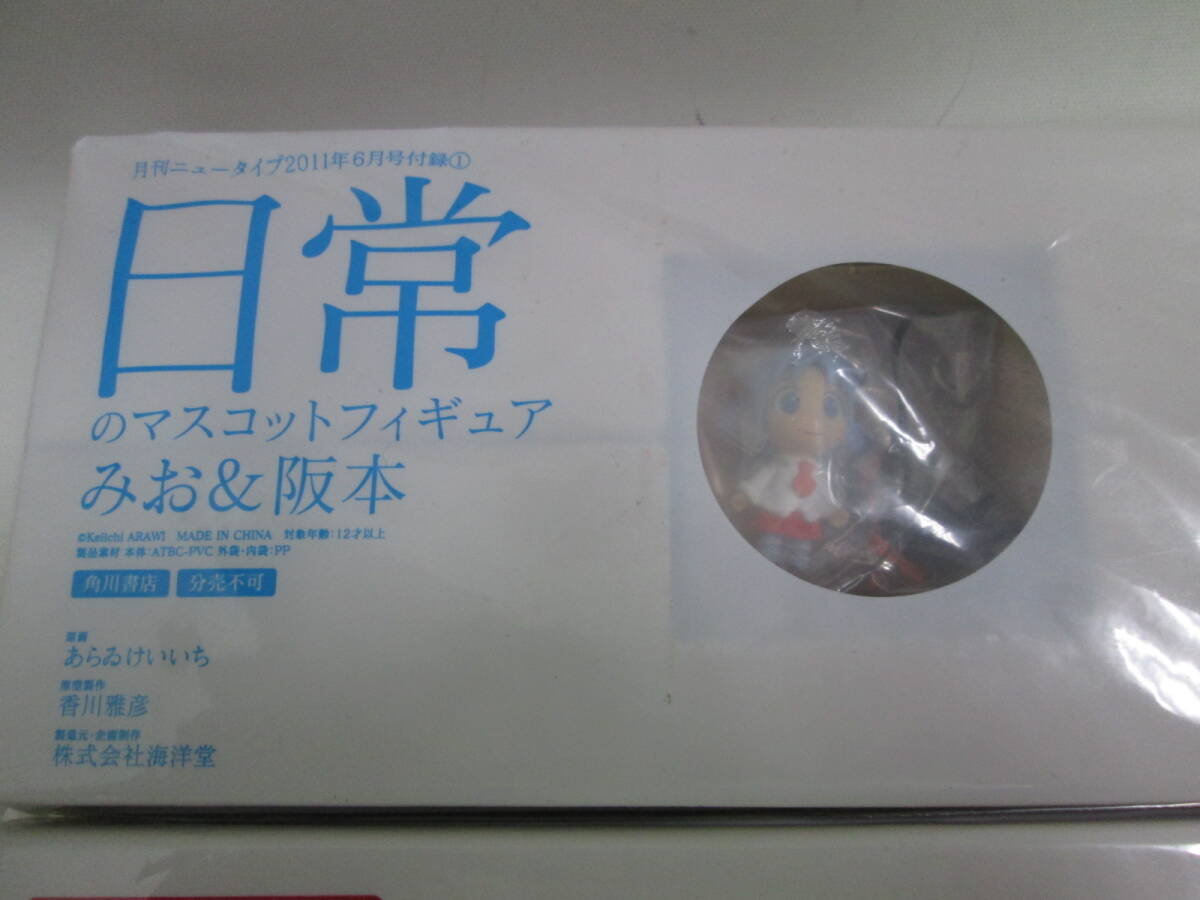 月刊ニュータイプ2011年6月号付録①
日常
のマスコットフィギュア
みお&阪本
©Keiichi ARAWI MADE IN CHINA 対象年齢:12才以上
製品素材 本体:ATBC-PVC 外袋・内袋:PP
角川書店 分売不可
原画
あらゐけいいち
原型製作
香川雅彦
製造元・企画制作
株式会社海洋堂